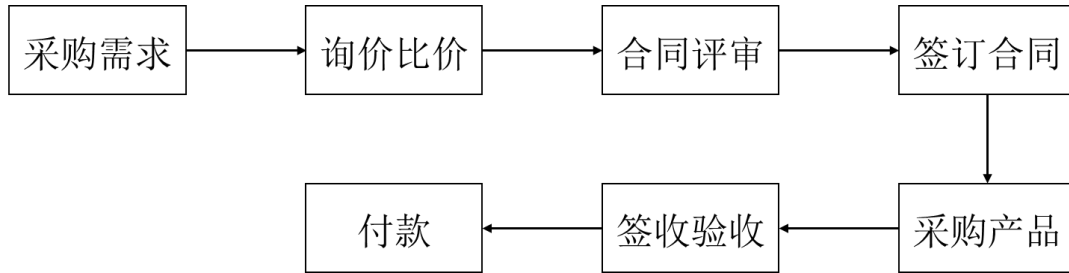 采购需求
询价比价
合同评审
签订合同
采购产品
签收验收
付款